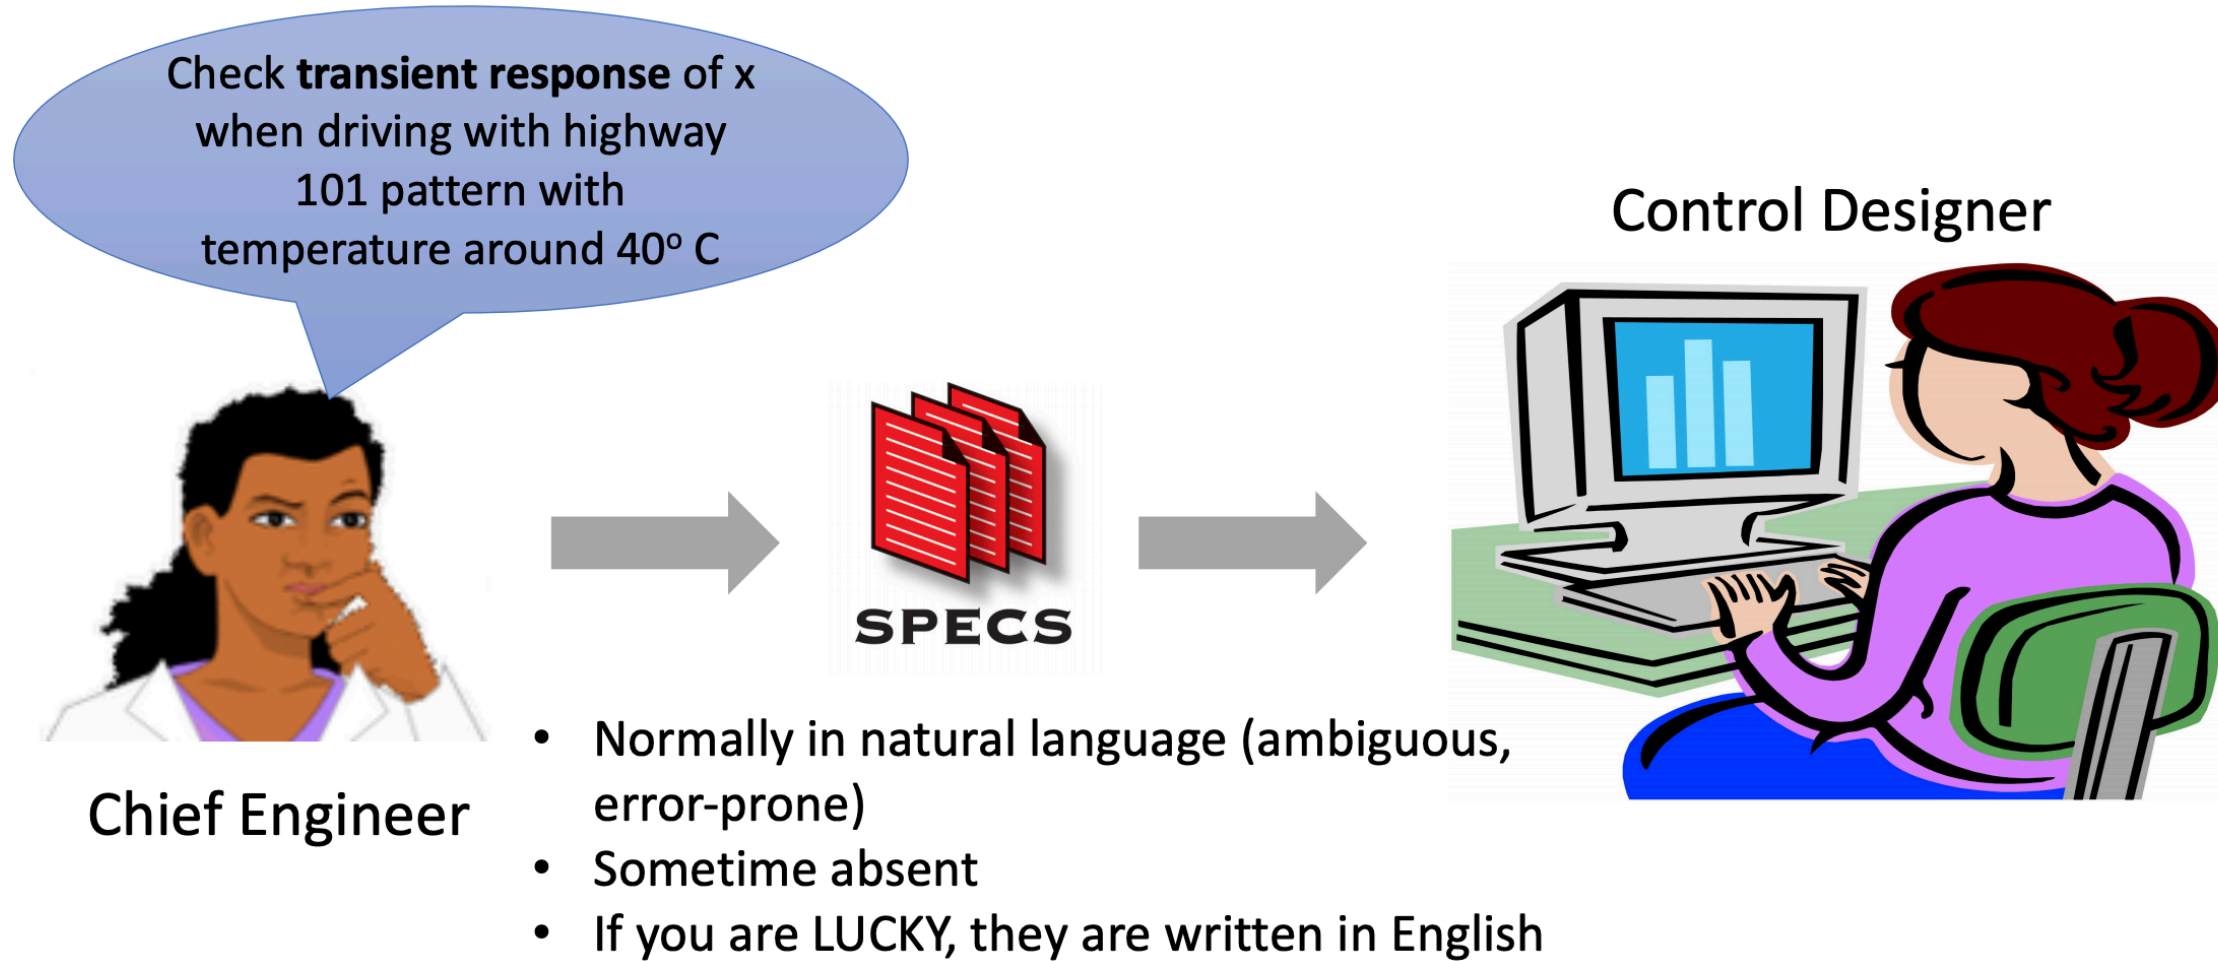 Check transient response of x
when driving with highway
101 pattern with
temperature around 40º C
Control Designer
SPECS
Chief Engineer
• Normally in natural language (ambiguous,
error-prone)
• Sometime absent
• If you are LUCKY, they are written in English